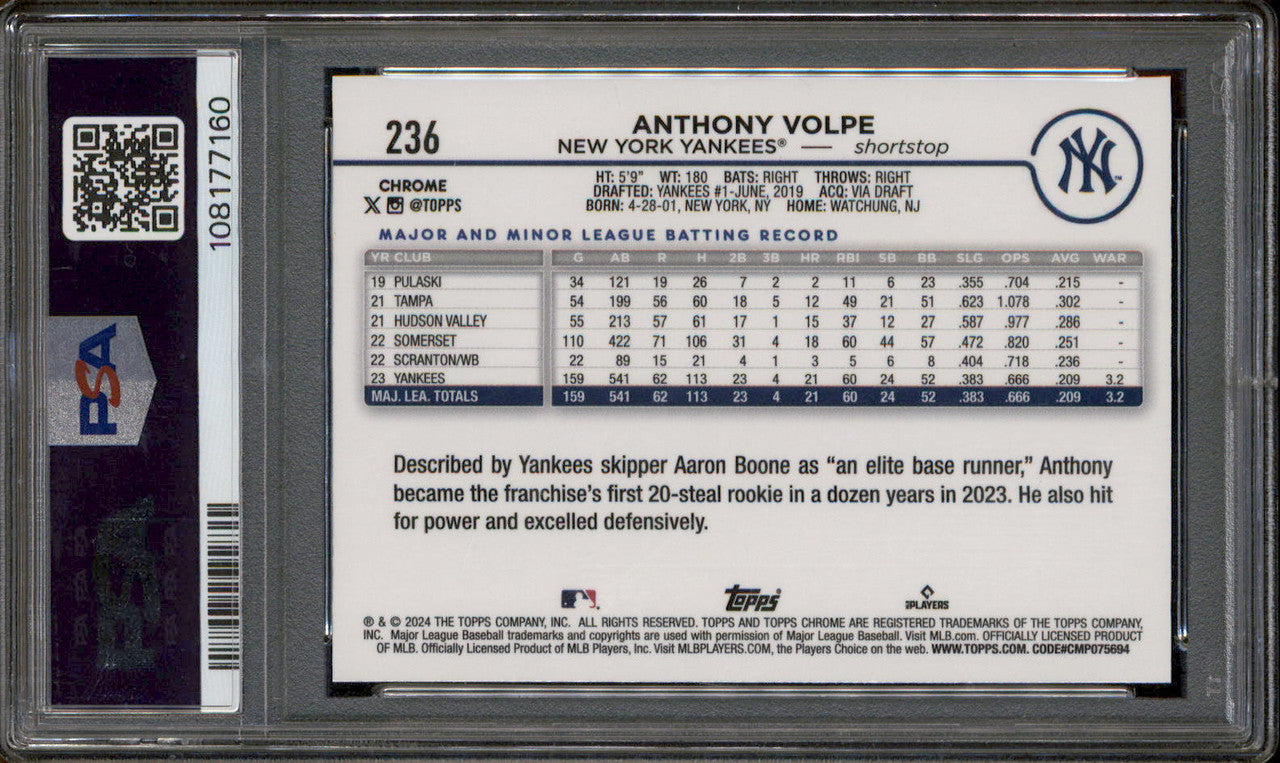 108177160
PSA
236
ANTHONY VOLPE
NEW YORK YANKEES® — shortstop
NY
CHROME
@TOPPS
HT: 5'9" WT: 180 BATS: RIGHT THROWS: RIGHT
DRAFTED: YANKEES #1-JUNE, 2019 ACQ: VIA DRAFT
BORN: 4-28-01, NEW YORK, NY HOME: WATCHUNG, NJ
MAJOR AND MINOR LEAGUE BATTING RECORD
YR CLUB G AB R H 2B 3B HR RBI SB BB SLG OPS AVG WAR
19 PULASKI 34 121 19 26 7 2 2 11 6 23 .355 .704 .215 -
21 TAMPA 54 199 56 60 18 5 12 49 21 51 .623 1.078 .302 -
21 HUDSON VALLEY 55 213 57 61 17 1 15 37 12 27 .587 .977 .286 -
22 SOMERSET 110 422 71 106 31 4 18 60 44 57 .472 .820 .251 -
22 SCRANTON/WB 22 89 15 21 4 1 3 5 6 8 .404 .718 .236 -
23 YANKEES 159 541 62 113 23 4 21 60 24 52 .383 .666 .209 3.2
MAJ. LEA. TOTALS 159 541 62 113 23 4 21 60 24 52 .383 .666 .209 3.2
Described by Yankees skipper Aaron Boone as “an elite base runner,” Anthony
became the franchise’s first 20-steal rookie in a dozen years in 2023. He also hit
for power and excelled defensively.
Topps
PLAYERS
® & © 2024 THE TOPPS COMPANY, INC. ALL RIGHTS RESERVED. TOPPS AND TOPPS CHROME ARE REGISTERED TRADEMARKS OF THE TOPPS COMPANY,
INC. Major League Baseball trademarks and copyrights are used with permission of Major League Baseball. Visit MLB.com. OFFICIALLY LICENSED PRODUCT
OF MLB. Officially Licensed Product of MLB Players, Inc. Visit MLBPLAYERS.COM, the Players Choice on the web. WWW.TOPPS.COM. CODE#CMP075694